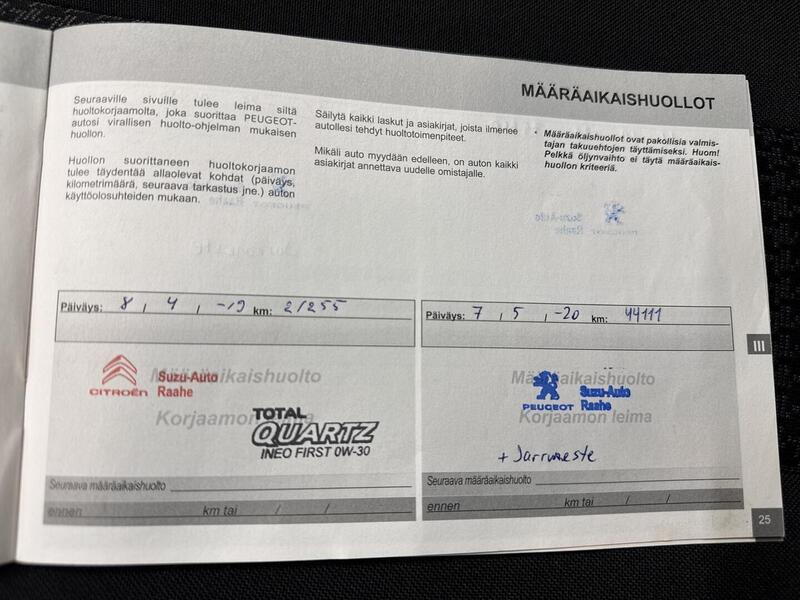 MÄÄRÄAIKAISHUOLLOT
Seuraaville sivuille tulee leima siltä
huoltokorjaamolta, joka suorittaa PEUGEOT-
autosi virallisen huolto-ohjelman mukaisen
huollon.
Huollon suorittaneen huoltokorjaamon
tulee täydentää allaolevat kohdat (päiväys,
kilometrimäärä, seuraava tarkastus jne.) auton
käyttöolosuhteiden mukaan.
Säilytä kaikki laskut ja asiakirjat, joista ilmenee
autollesi tehdyt huoltotoimenpiteet.
Mikäli auto myydään edelleen, on auton kaikki
asiakirjat annettava uudelle omistajalle.
• Määräaikaishuollot ovat pakollisia valmis-
tajan takuuehtojen täyttämiseksi. Huom!
Pelkkä öljynvaihto ei täytä määräaikais-
huollon kriteeriä.
Päiväys: 8 / 4 / -19 km: 21255
Määräaikaishuolto
CITROËN Suzu-Auto
Raahe
Korjaamon leima
TOTAL
QUARTZ
INEO FIRST 0W-30
Seuraava määräaikaishuolto
ennen km tai / /
Päiväys: 7 / 5 / -20 km: 44111
Määräaikaishuolto
PEUGEOT Suzu-Auto
Raahe
Korjaamon leima
+ Jarruneste
Seuraava määräaikaishuolto
ennen km tai / /
III
25